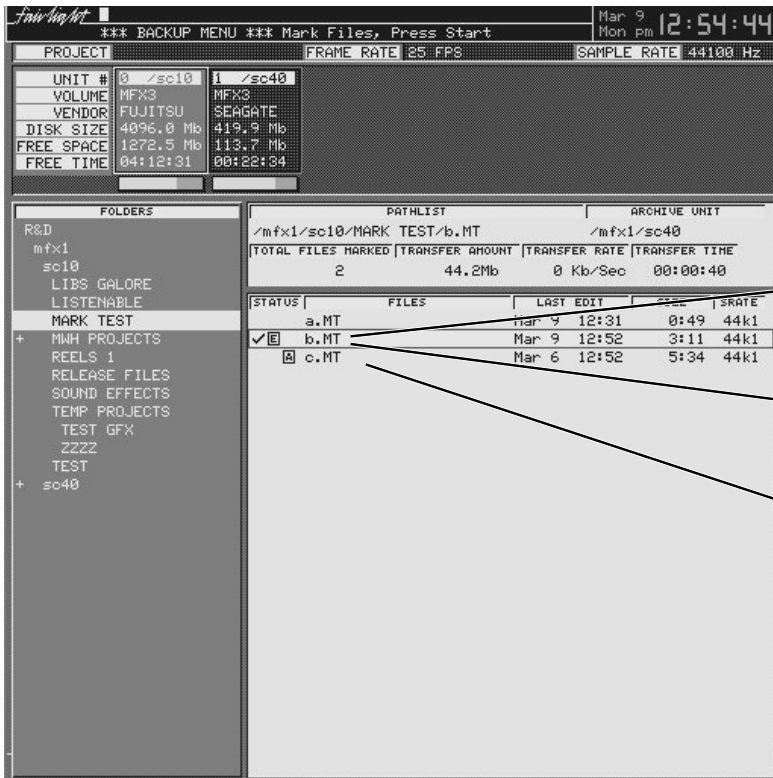 fairlight
Mar 9
Mon pm 12:54:44
*** BACKUP MENU *** Mark Files, Press Start
PROJECT FRAME RATE 25 FPS SAMPLE RATE 44100 Hz
UNIT # 0 /sc10 1 /sc40
VOLUME MFX3 MFX3
VENDOR FUJITSU SEAGATE
DISK SIZE 4096.0 Mb 419.9 Mb
FREE SPACE 1272.5 Mb 113.7 Mb
FREE TIME 04:12:31 00:22:34
FOLDERS
R&D
mfx1
sc10
LIBS GALORE
LISTENABLE
MARK TEST
+ MWH PROJECTS
REELS 1
RELEASE FILES
SOUND EFFECTS
TEMP PROJECTS
TEST GFX
ZZZZ
TEST
+ sc40
PATHLIST ARCHIVE UNIT
/mfx1/sc10/MARK TEST/b.MT /mfx1/sc40
TOTAL FILES MARKED TRANSFER AMOUNT TRANSFER RATE TRANSFER TIME
2 44.2Mb 0 Kb/Sec 00:00:40
STATUS FILES LAST EDIT SIZE SRATE
a.MT Mar 9 12:31 0:49 44k1
✓ E b.MT Mar 9 12:52 3:11 44k1
A c.MT Mar 6 12:52 5:34 44k1